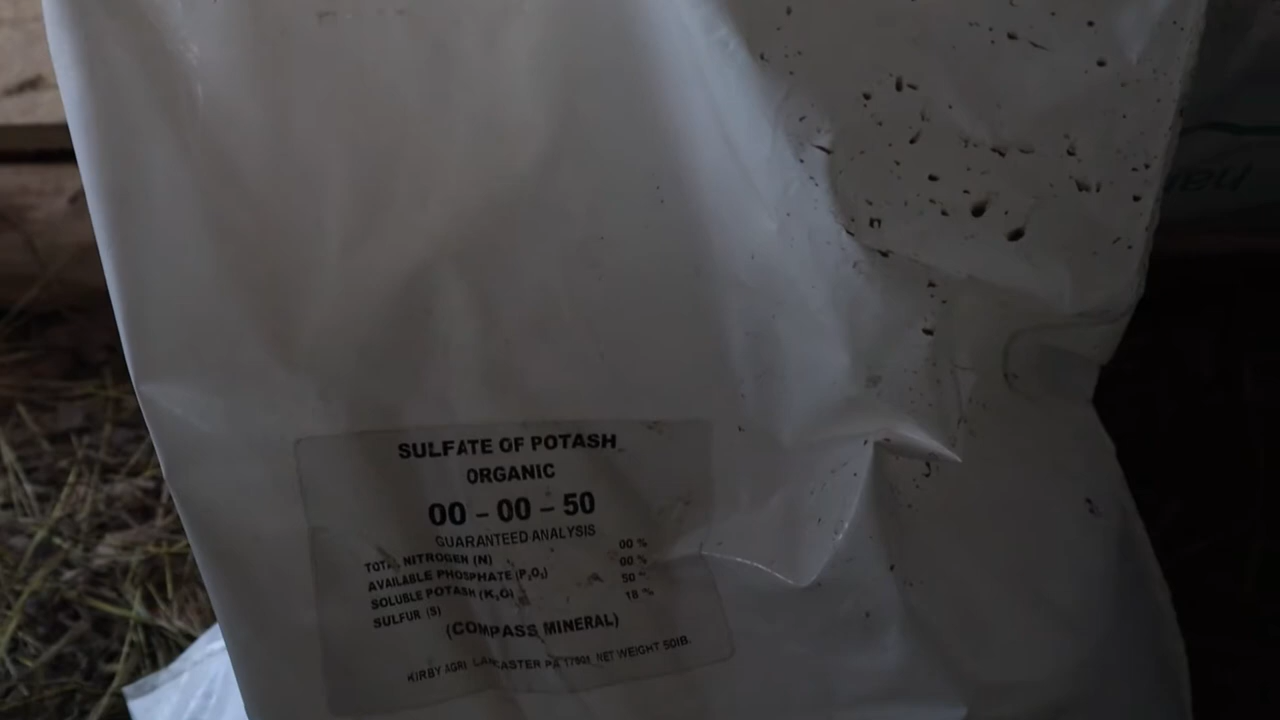 SULFATE OF POTASH
ORGANIC
00 - 00 - 50
GUARANTEED ANALYSIS
TOTAL NITROGEN (N) 00 %
AVAILABLE PHOSPHATE (P₂O₅) 00 %
SOLUBLE POTASH (K₂O) 50 %
SULFUR (S) 18 %
(COMPASS MINERAL)
KIRBY AGRI LANCASTER PA 17601 NET WEIGHT 50lB.